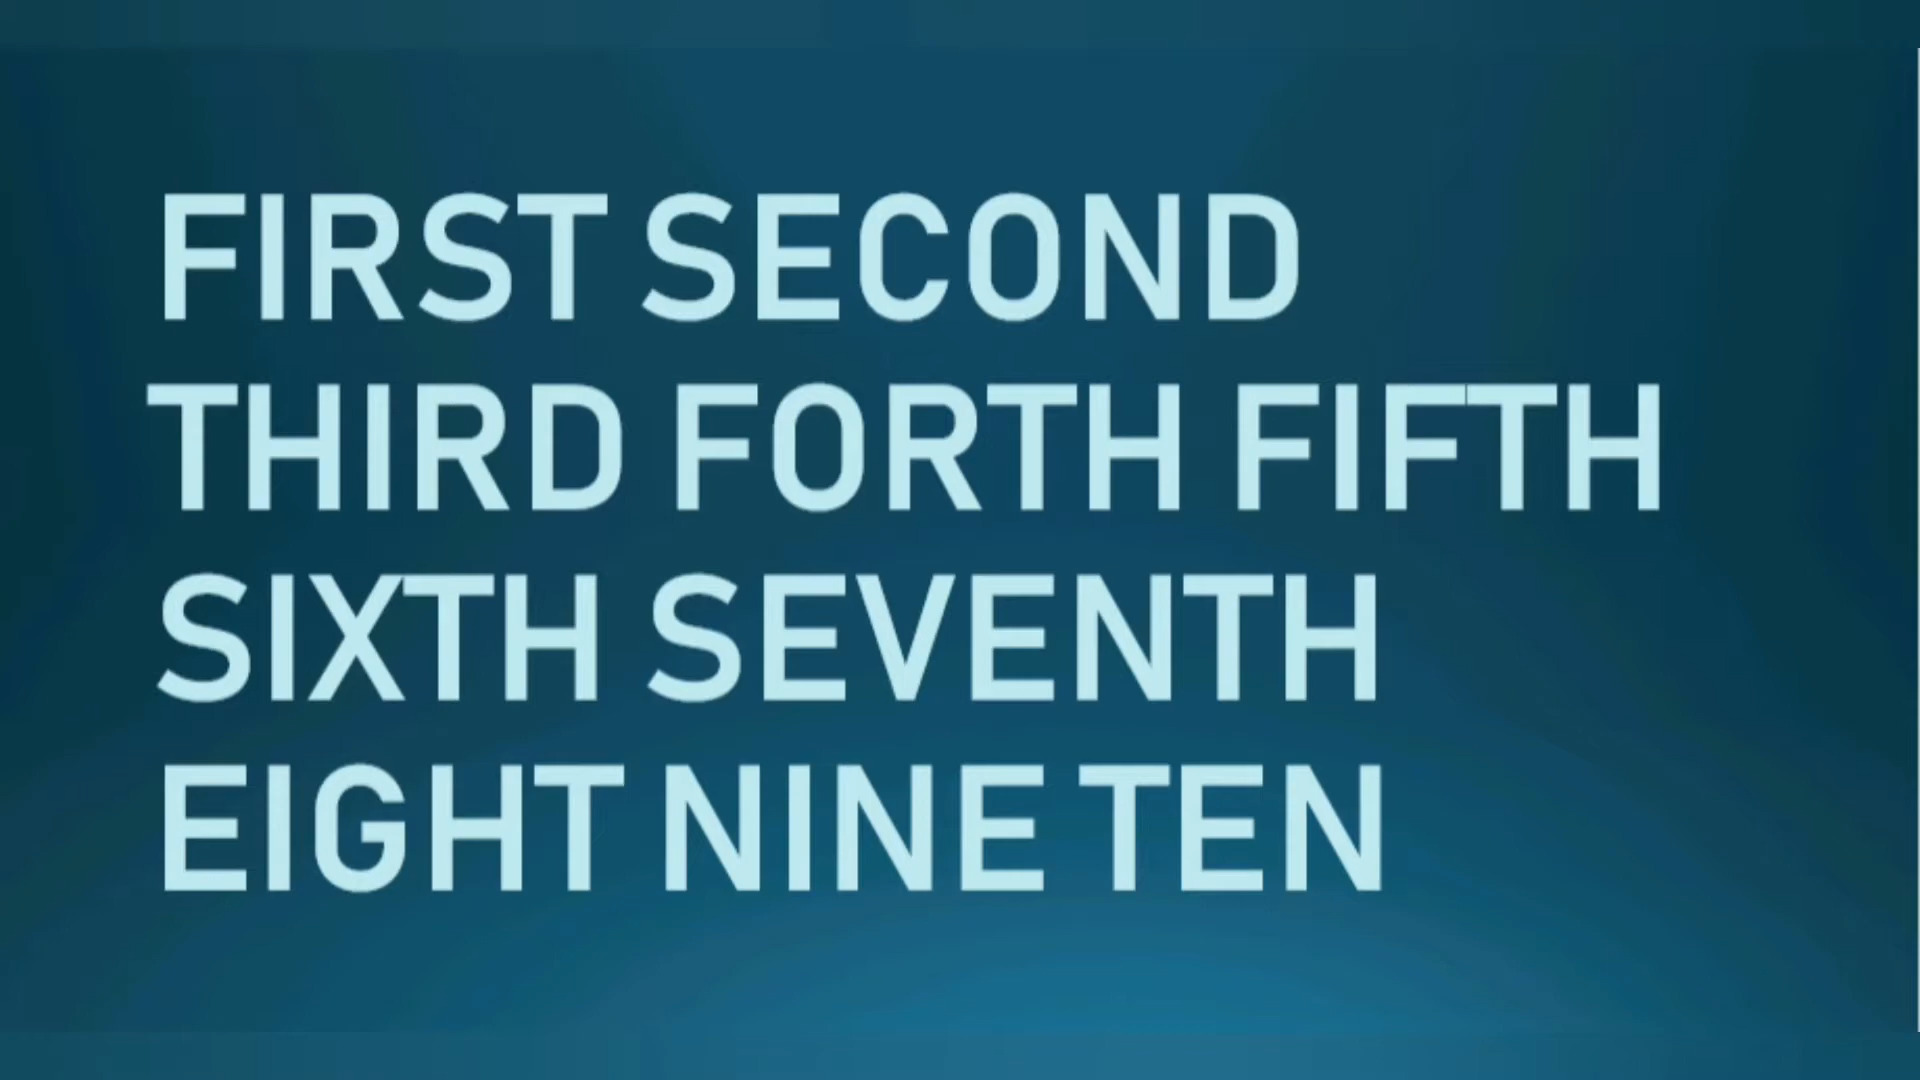 FIRST SECOND
THIRD FORTH FIFTH
SIXTH SEVENTH
EIGHT NINE TEN